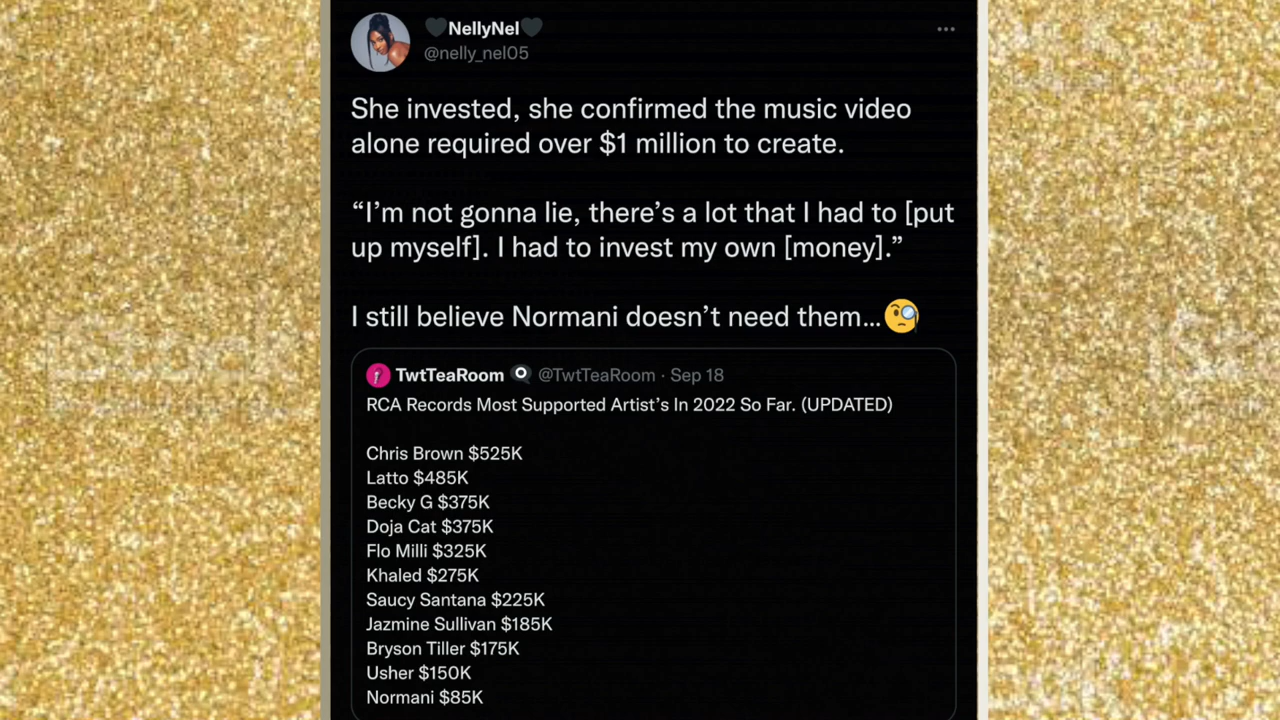 🖤NellyNel🖤
@nelly_nel05
She invested, she confirmed the music video
alone required over $1 million to create.
“I’m not gonna lie, there’s a lot that I had to [put
up myself]. I had to invest my own [money].”
I still believe Normani doesn’t need them...🧐
TwtTeaRoom @TwtTeaRoom · Sep 18
RCA Records Most Supported Artist’s In 2022 So Far. (UPDATED)
Chris Brown $525K
Latto $485K
Becky G $375K
Doja Cat $375K
Flo Milli $325K
Khaled $275K
Saucy Santana $225K
Jazmine Sullivan $185K
Bryson Tiller $175K
Usher $150K
Normani $85K